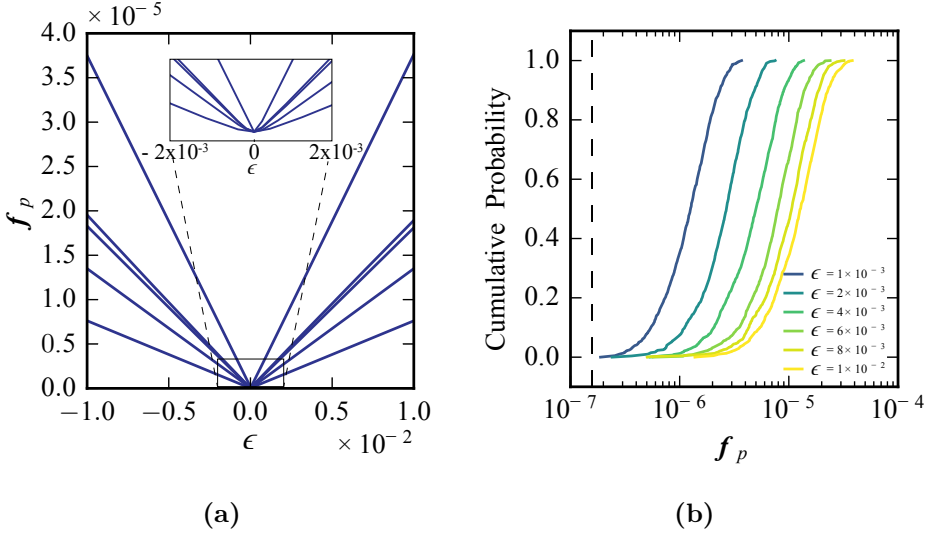 × 10⁻⁵
4.0
3.5
3.0
2.5
2.0
1.5
1.0
0.5
0.0
f p
- 2x10⁻³ 0 2x10⁻³
ϵ
−1.0 −0.5 0.0 0.5 1.0
ϵ
× 10⁻²
(a)
Cumulative Probability
1.0
0.8
0.6
0.4
0.2
0.0
ϵ = 1× 10⁻³
ϵ = 2× 10⁻³
ϵ = 4× 10⁻³
ϵ = 6× 10⁻³
ϵ = 8× 10⁻³
ϵ = 1× 10⁻²
10⁻⁷ 10⁻⁶ 10⁻⁵ 10⁻⁴
f p
(b)